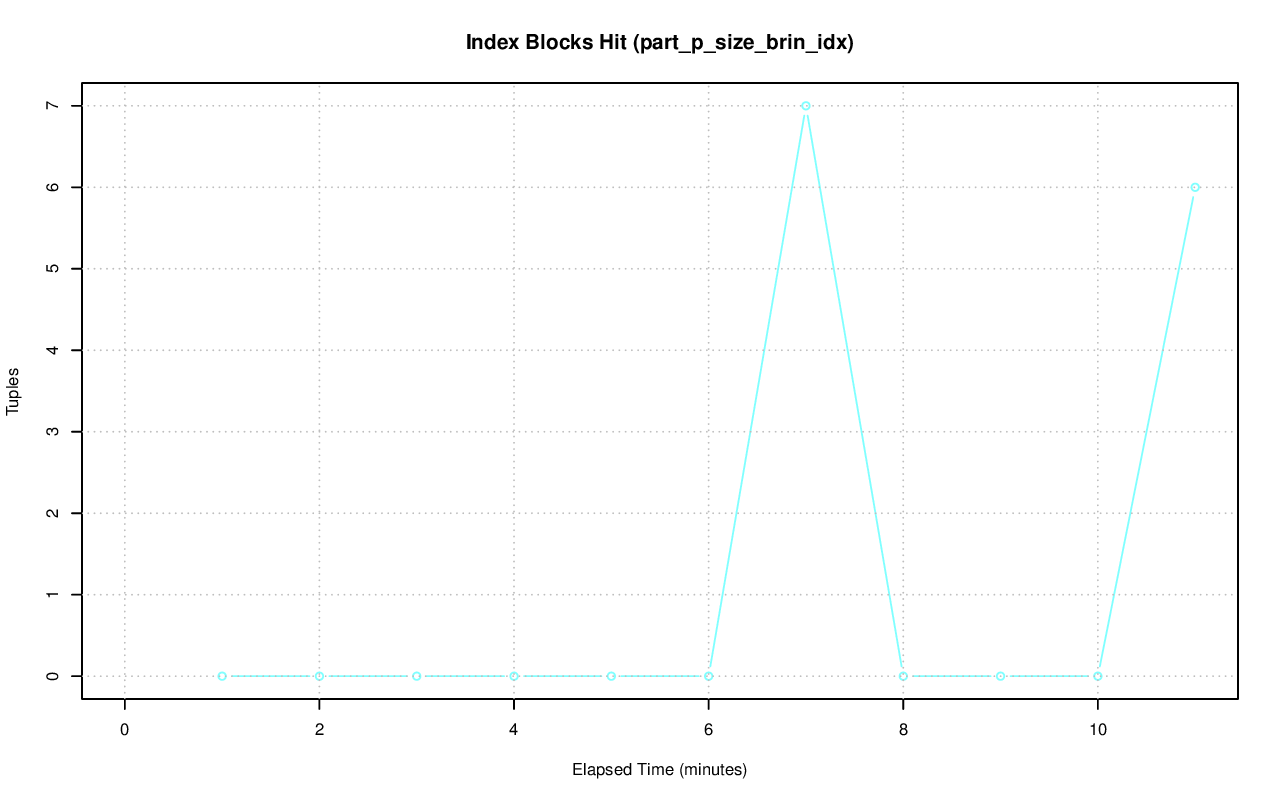 Index Blocks Hit (part_p_size_brin_idx)
7
6
5
4
3
2
1
0
Tuples
0 2 4 6 8 10
Elapsed Time (minutes)